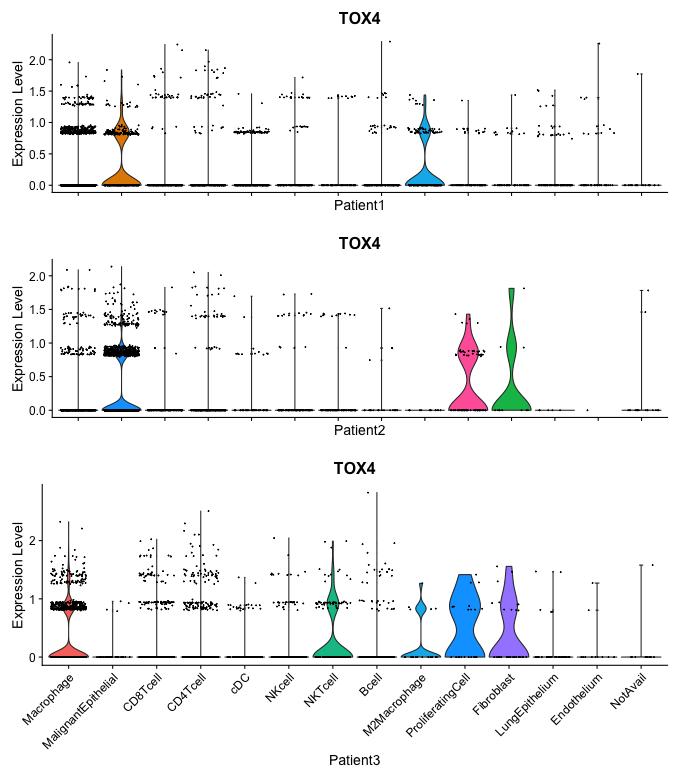 TOX4
Expression Level
2.0
1.5
1.0
0.5
0.0
Patient1
TOX4
Expression Level
2.0
1.5
1.0
0.5
0.0
Patient2
TOX4
Expression Level
2
1
0
Macrophage
MalignantEpithelial
CD8Tcell
CD4Tcell
cDC
NKcell
NKTcell
Bcell
M2Macrophage
ProliferatingCell
Fibroblast
LungEpithelium
Endothelium
NotAvail
Patient3